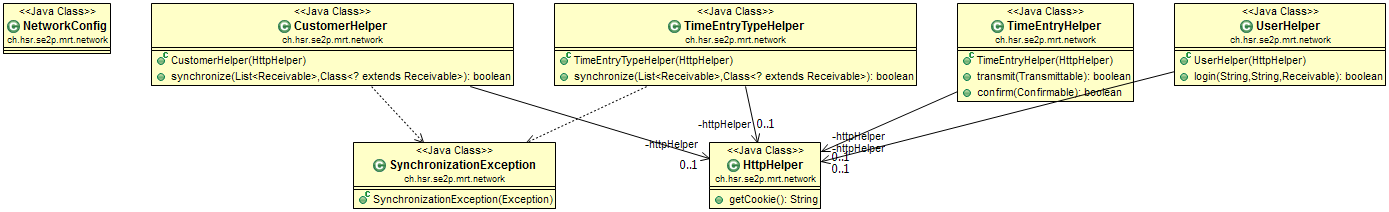 <<Java Class>>
NetworkConfig
ch.hsr.se2p.mrt.network
<<Java Class>>
CustomerHelper
ch.hsr.se2p.mrt.network
CustomerHelper(HttpHelper)
synchronize(List<Receivable>,Class<? extends Receivable>): boolean
<<Java Class>>
TimeEntryTypeHelper
ch.hsr.se2p.mrt.network
TimeEntryTypeHelper(HttpHelper)
synchronize(List<Receivable>,Class<? extends Receivable>): boolean
<<Java Class>>
TimeEntryHelper
ch.hsr.se2p.mrt.network
TimeEntryHelper(HttpHelper)
transmit(Transmittable): boolean
confirm(Confirmable): boolean
<<Java Class>>
UserHelper
ch.hsr.se2p.mrt.network
UserHelper(HttpHelper)
login(String,String,Receivable): boolean
-httpHelper
0..1
-httpHelper
0..1
-httpHelper
0..1
-httpHelper
0..1
<<Java Class>>
SynchronizationException
ch.hsr.se2p.mrt.network
SynchronizationException(Exception)
<<Java Class>>
HttpHelper
ch.hsr.se2p.mrt.network
getCookie(): String